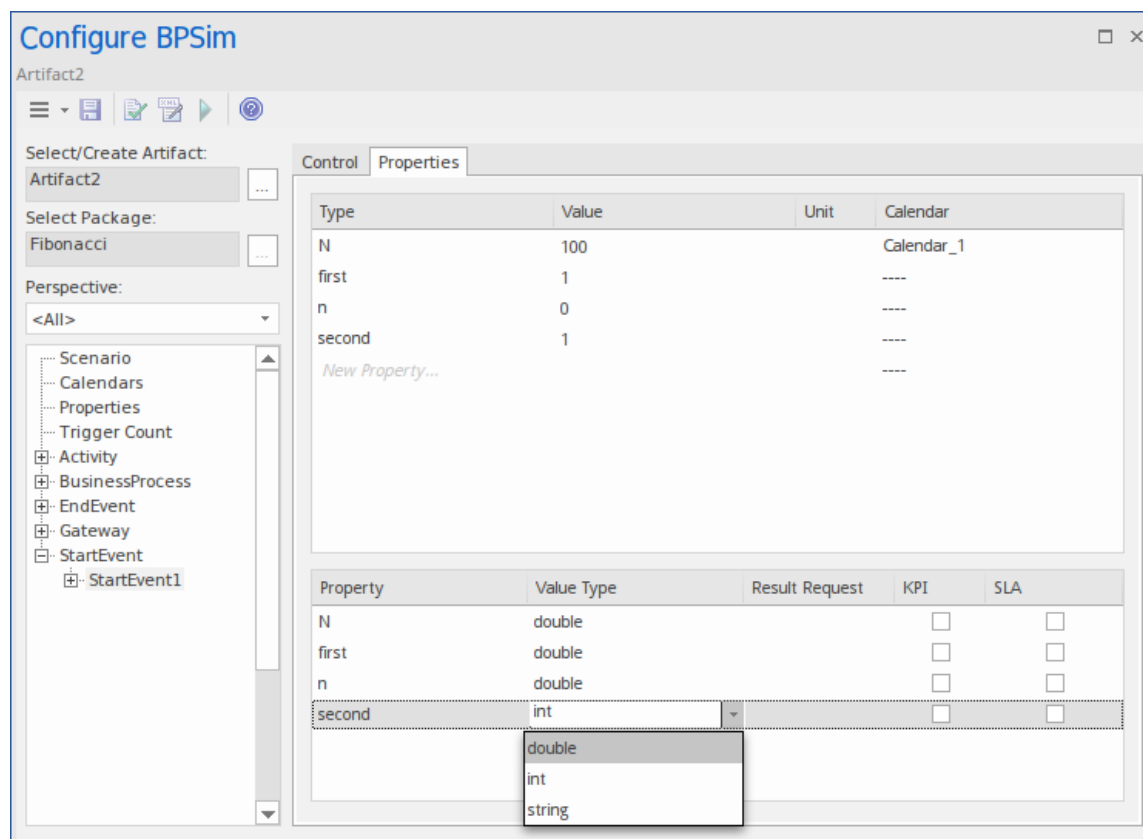 Configure BPSim
Artifact2
Select/Create Artifact:
Artifact2
...
Select Package:
Fibonacci
...
Perspective:
<All>
Scenario
Calendars
Properties
Trigger Count
Activity
BusinessProcess
EndEvent
Gateway
StartEvent
StartEvent1
Control Properties
Type Value Unit Calendar
N 100 Calendar_1
first 1 ----
n 0 ----
second 1 ----
New Property... ----
Property Value Type Result Request KPI SLA
N double
first double
n double
second int
double
int
string